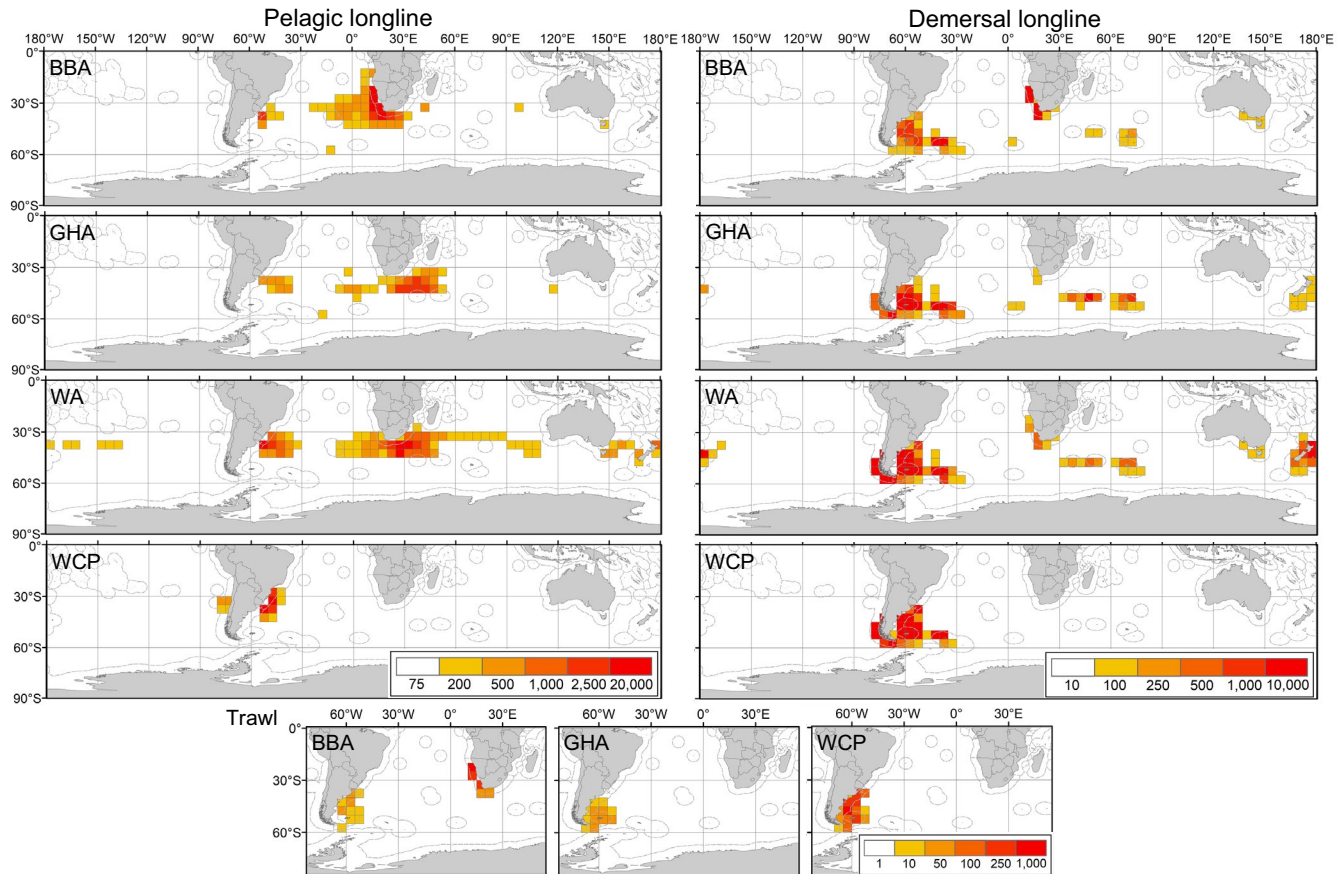 Pelagic longline
Demersal longline
180°W 150°W 120°W 90°W 60°W 30°W 0° 30°E 60°E 90°E 120°E 150°E 180°E
180°W 150°W 120°W 90°W 60°W 30°W 0° 30°E 60°E 90°E 120°E 150°E 180°E
0°
BBA
BBA
30°S
60°S
90°S
0°
GHA
GHA
30°S
60°S
90°S
0°
WA
WA
30°S
60°S
90°S
0°
WCP
WCP
30°S
60°S
90°S
75 200 500 1,000 2,500 20,000
10 100 250 500 1,000 10,000
Trawl
60°W 0° 30°E
60°W 0° 30°E
60°W 0° 30°E
0°
BBA
GHA
WCP
30°S
60°S
1 10 50 100 250 1,000